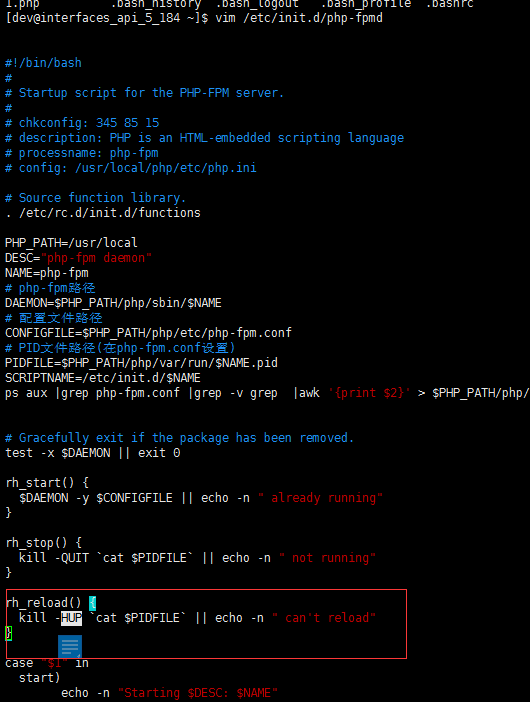 1.php .bash_history .bash_logout .bash_profile .bashrc
[dev@interfaces_api_5_184 ~]$ vim /etc/init.d/php-fpmd
#!/bin/bash
#
# Startup script for the PHP-FPM server.
#
# chkconfig: 345 85 15
# description: PHP is an HTML-embedded scripting language
# processname: php-fpm
# config: /usr/local/php/etc/php.ini
# Source function library.
. /etc/rc.d/init.d/functions
PHP_PATH=/usr/local
DESC="php-fpm daemon"
NAME=php-fpm
# php-fpm路径
DAEMON=$PHP_PATH/php/sbin/$NAME
# 配置文件路径
CONFIGFILE=$PHP_PATH/php/etc/php-fpm.conf
# PID文件路径(在php-fpm.conf设置)
PIDFILE=$PHP_PATH/php/var/run/$NAME.pid
SCRIPTNAME=/etc/init.d/$NAME
ps aux |grep php-fpm.conf |grep -v grep  |awk '{print $2}' > $PHP_PATH/php/
# Gracefully exit if the package has been removed.
test -x $DAEMON || exit 0
rh_start() {
  $DAEMON -y $CONFIGFILE || echo -n " already running"
}
rh_stop() {
  kill -QUIT `cat $PIDFILE` || echo -n " not running"
}
rh_reload() {
  kill -HUP `cat $PIDFILE` || echo -n " can't reload"
}
case "$1" in
  start)
        echo -n "Starting $DESC: $NAME"